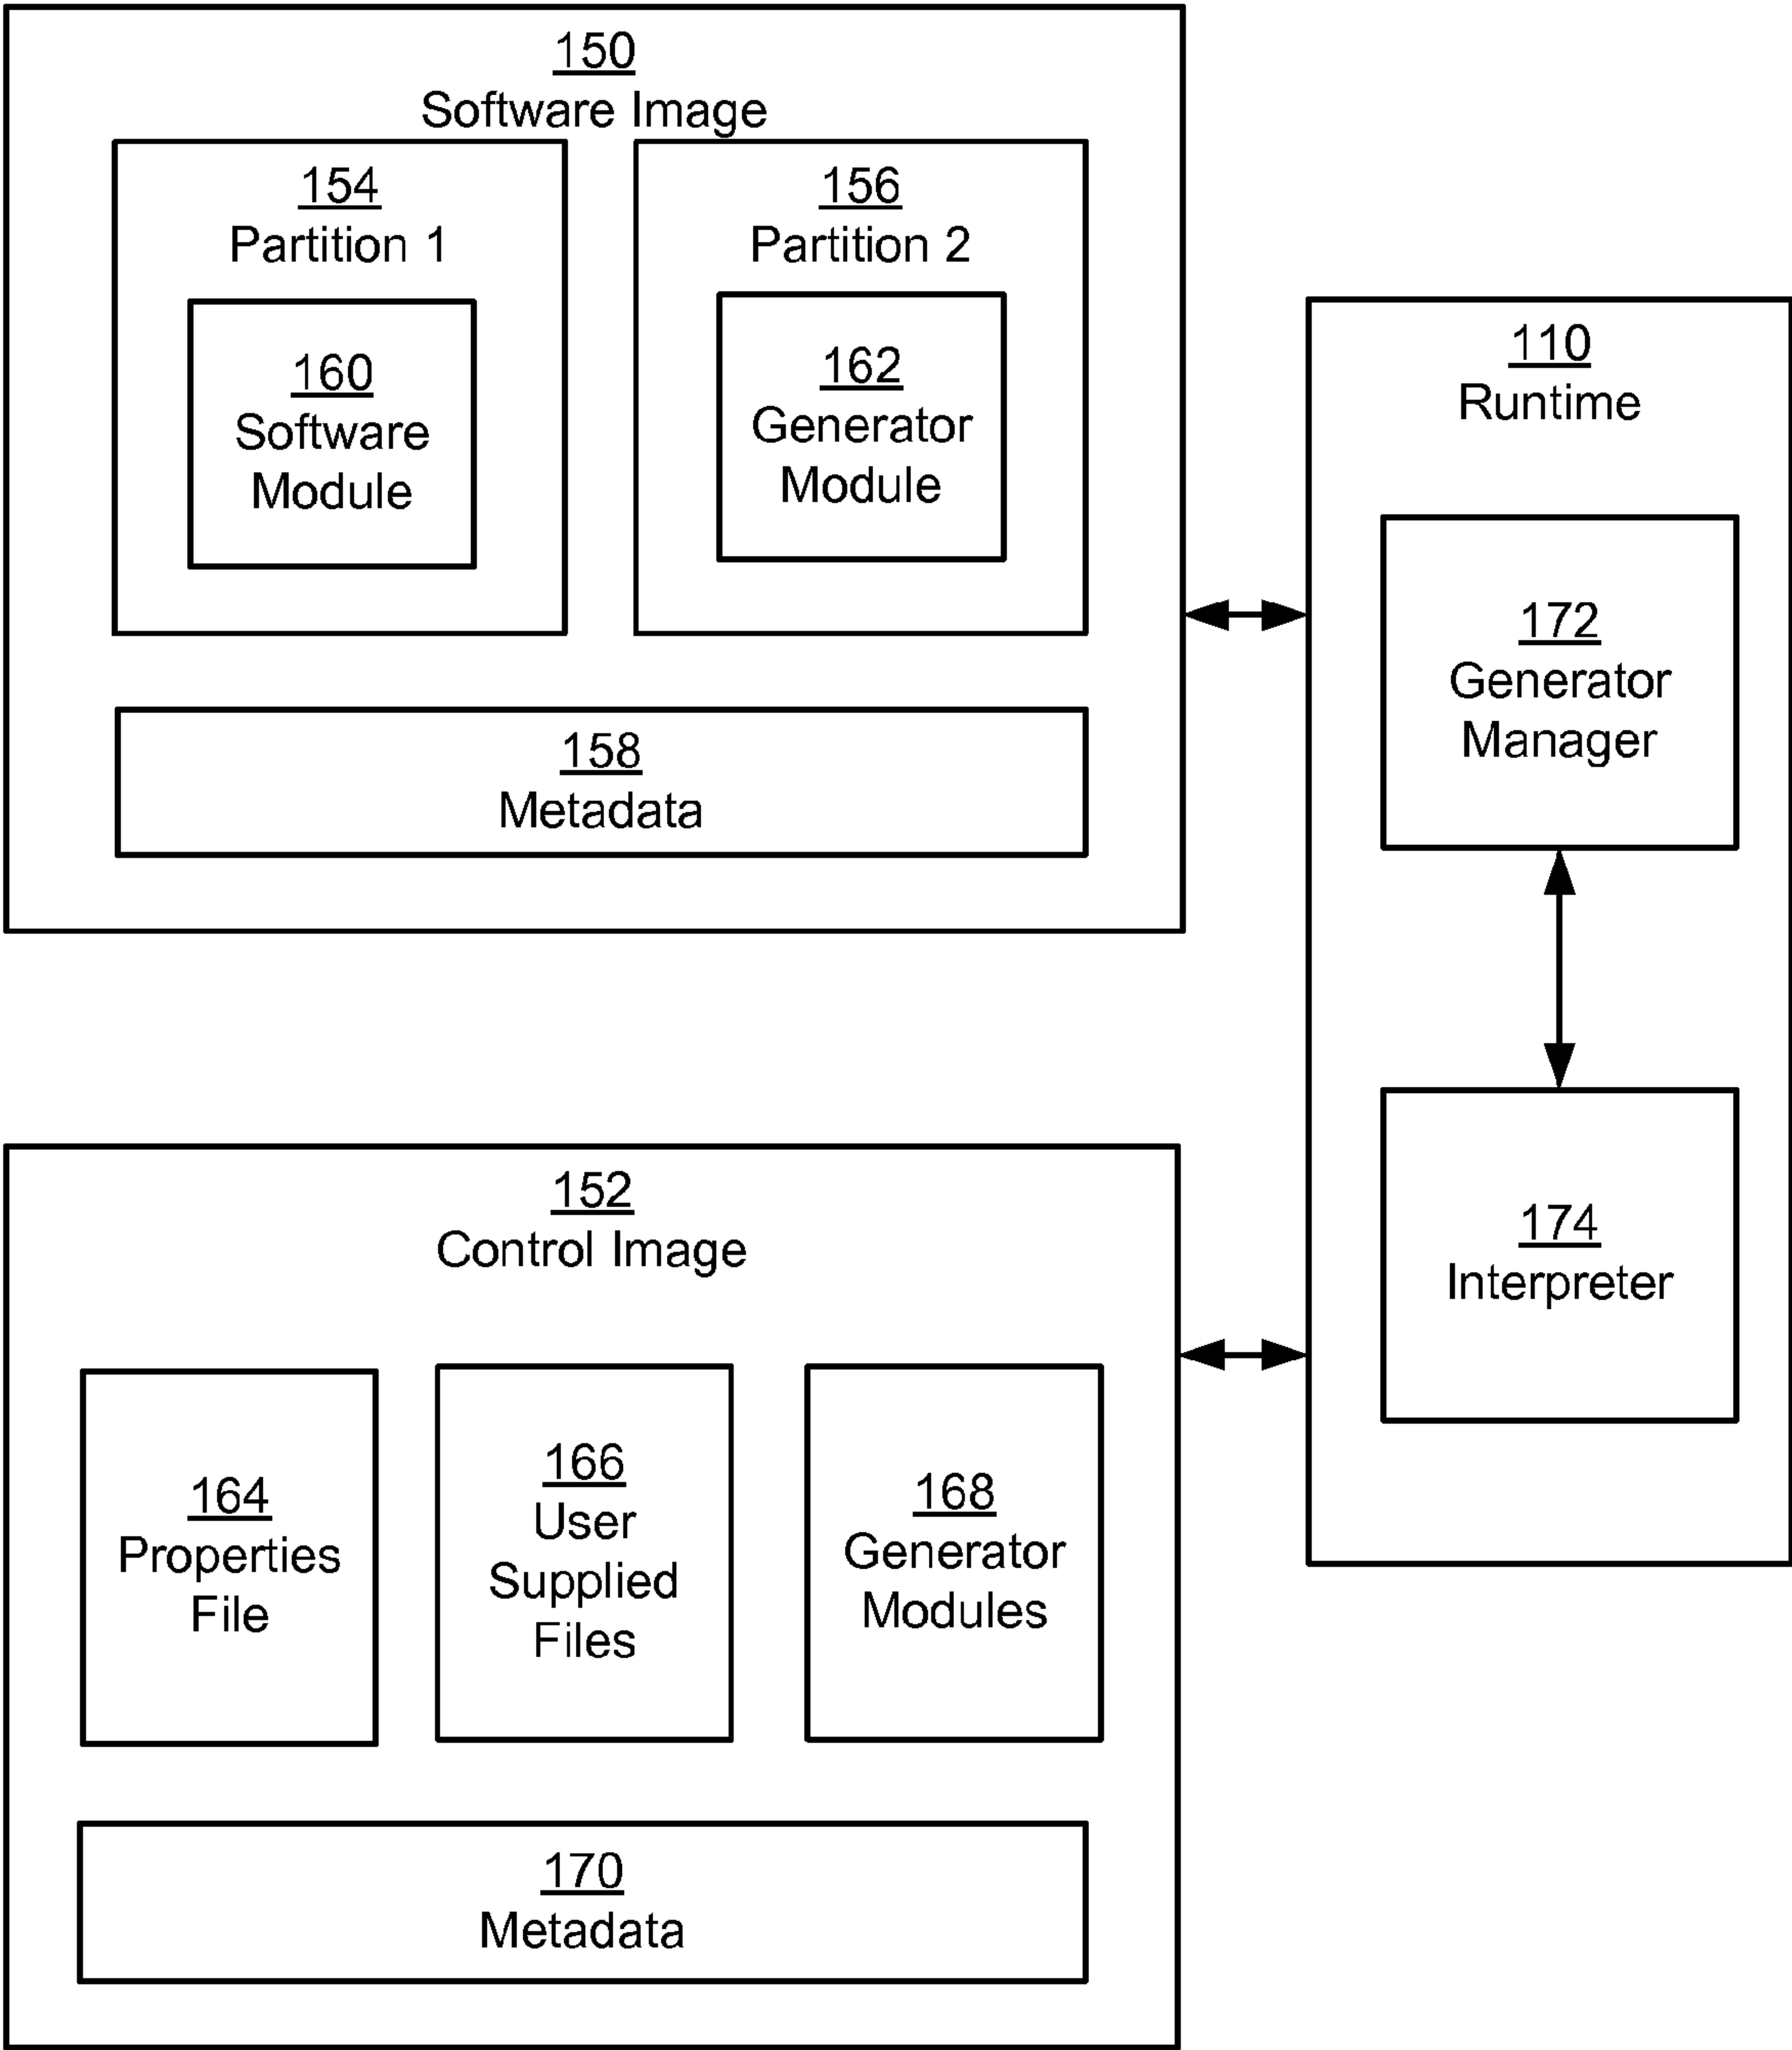 150
Software Image
154
Partition 1
160
Software
Module
156
Partition 2
162
Generator
Module
158
Metadata
110
Runtime
172
Generator
Manager
174
Interpreter
152
Control Image
164
Properties
File
166
User
Supplied
Files
168
Generator
Modules
170
Metadata